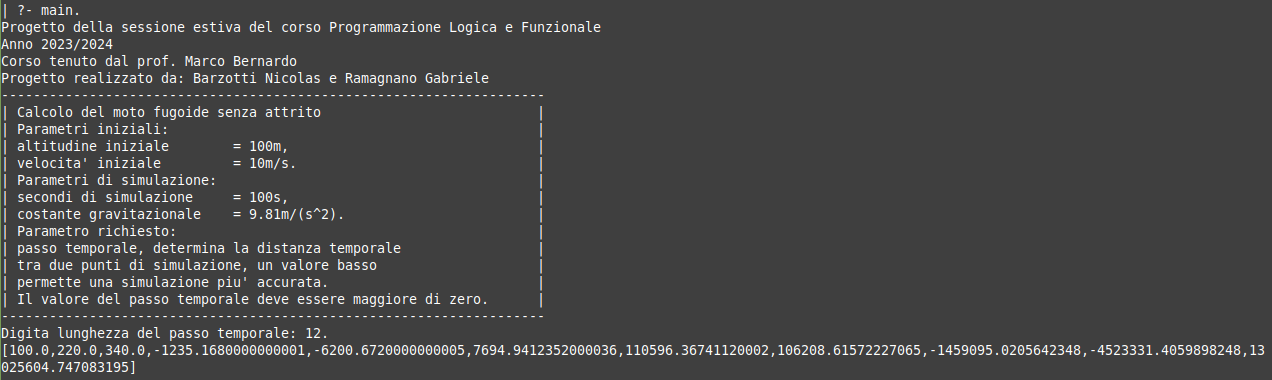 | ?- main.
Progetto della sessione estiva del corso Programmazione Logica e Funzionale
Anno 2023/2024
Corso tenuto dal prof. Marco Bernardo
Progetto realizzato da: Barzotti Nicolas e Ramagnano Gabriele
--------------------------------------------------------------------
| Calcolo del moto fugoide senza attrito                           |
| Parametri iniziali:                                              |
| altitudine iniziale        = 100m,                               |
| velocita' iniziale         = 10m/s.                              |
| Parametri di simulazione:                                        |
| secondi di simulazione     = 100s,                               |
| costante gravitazionale    = 9.81m/(s^2).                        |
| Parametro richiesto:                                             |
| passo temporale, determina la distanza temporale                 |
| tra due punti di simulazione, un valore basso                    |
| permette una simulazione piu' accurata.                          |
| Il valore del passo temporale deve essere maggiore di zero.      |
--------------------------------------------------------------------
Digita lunghezza del passo temporale: 12.
[100.0,220.0,340.0,-1235.1680000000001,-6200.6720000000005,7694.9412352000036,110596.36741120002,106208.61572227065,-1459095.0205642348,-4523331.4059898248,13
025604.747083195]